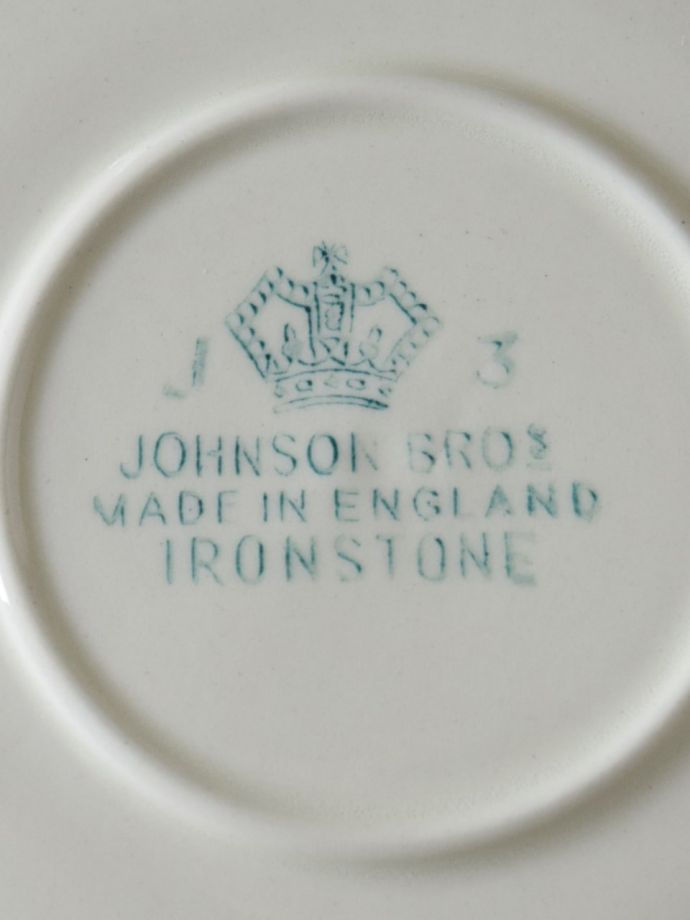 J 3
JOHNSON BROS
MADE IN ENGLAND
IRONSTONE